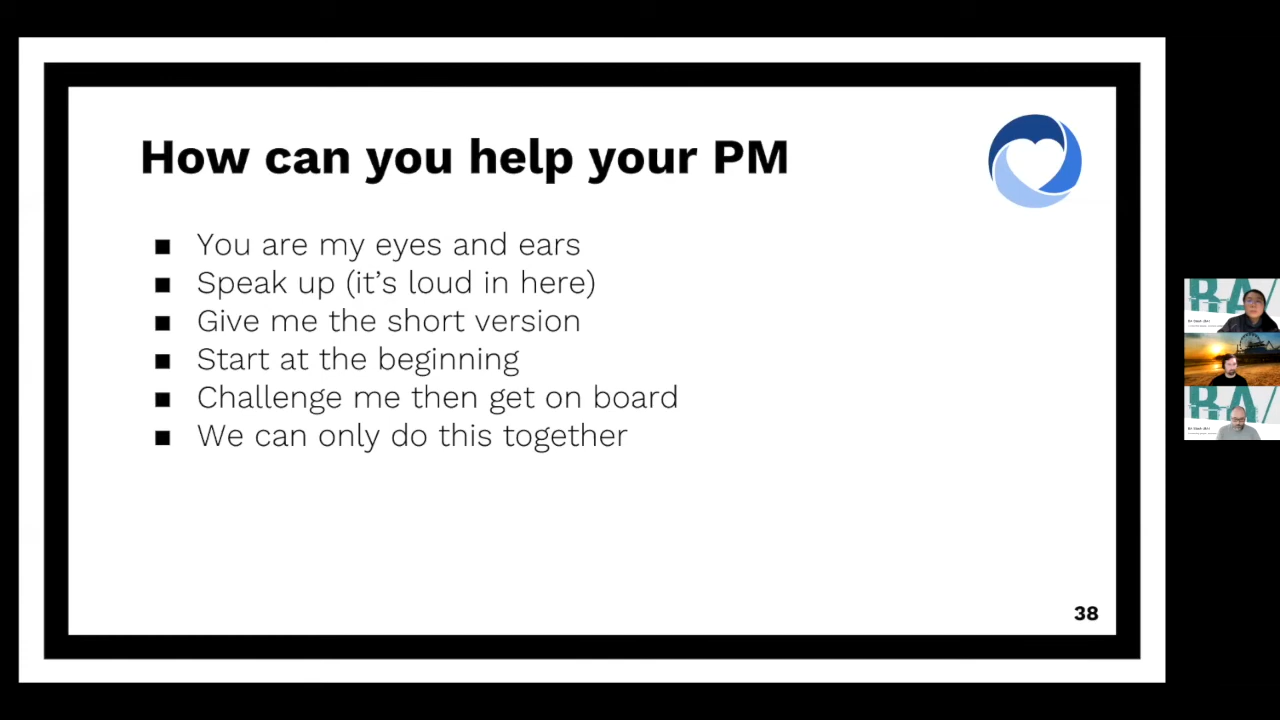 How can you help your PM
■ You are my eyes and ears
■ Speak up (it's loud in here)
■ Give me the short version
■ Start at the beginning
■ Challenge me then get on board
■ We can only do this together
38
BA/
BA/